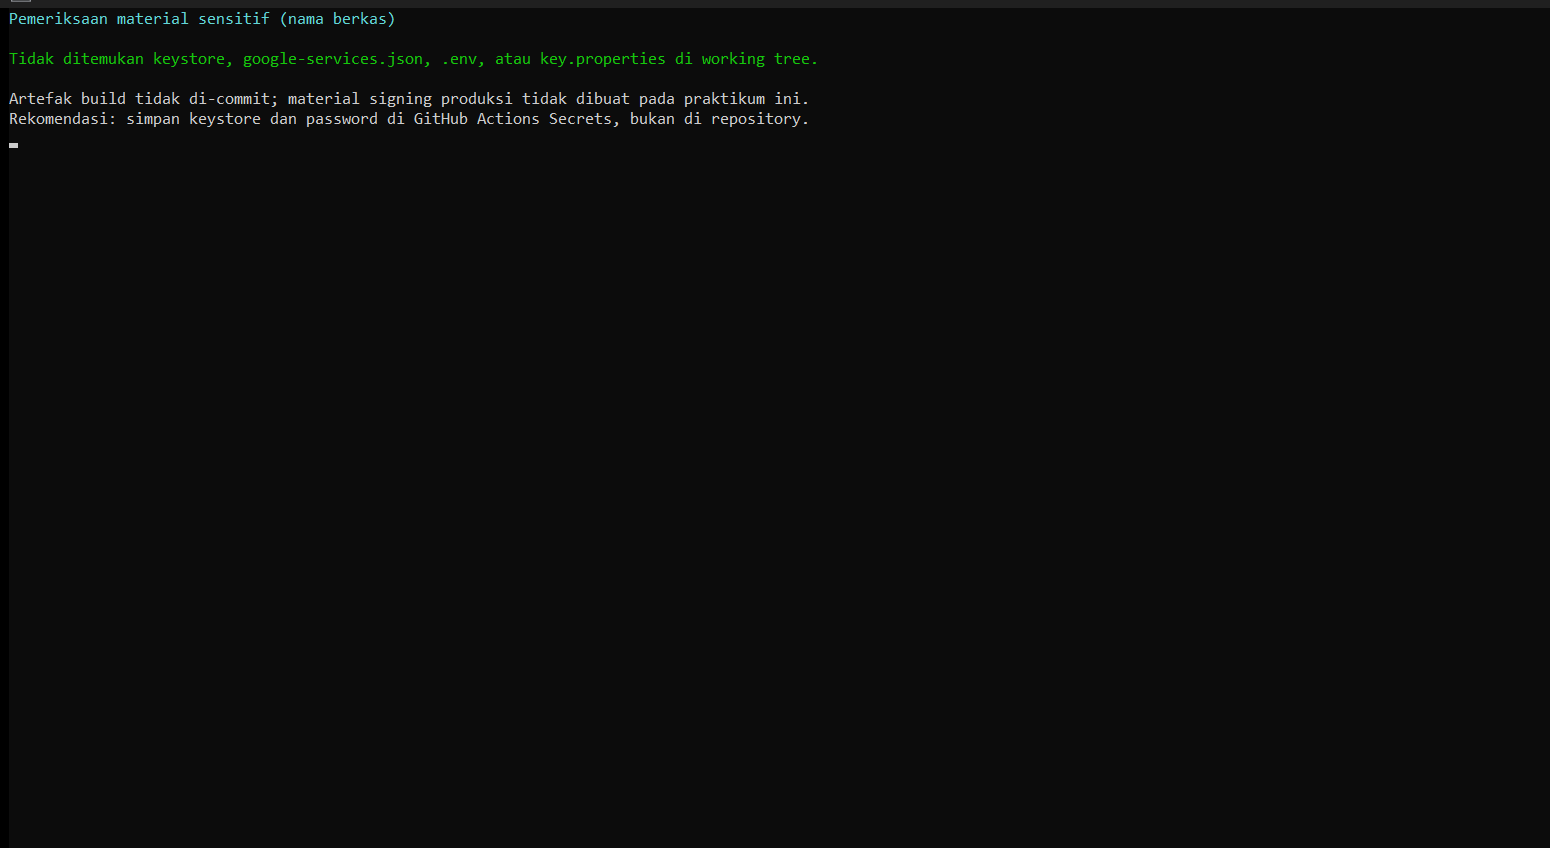 Pemeriksaan material sensitif (nama berkas)
Tidak ditemukan keystore, google-services.json, .env, atau key.properties di working tree.
Artefak build tidak di-commit; material signing produksi tidak dibuat pada praktikum ini.
Rekomendasi: simpan keystore dan password di GitHub Actions Secrets, bukan di repository.